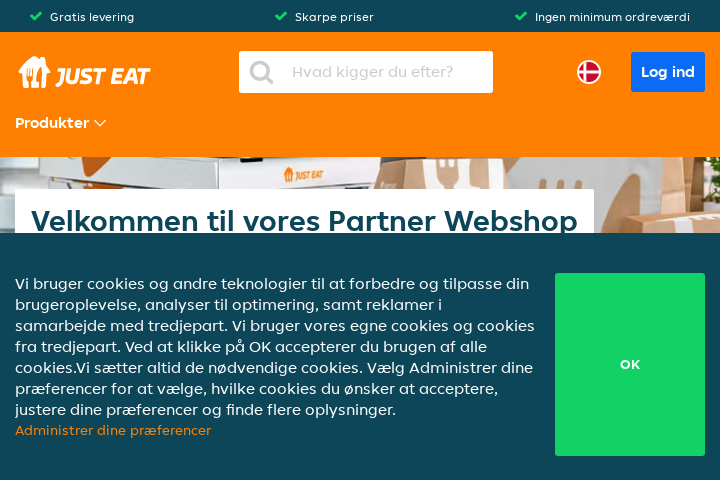 Gratis levering
Skarpe priser
Ingen minimum ordreværdi
JUST EAT
Hvad kigger du efter?
Log ind
Produkter
JUST EAT
Velkommen til vores Partner Webshop
Vi bruger cookies og andre teknologier til at forbedre og tilpasse din
brugeroplevelse, analyser til optimering, samt reklamer i
samarbejde med tredjepart. Vi bruger vores egne cookies og cookies
fra tredjepart. Ved at klikke på OK accepterer du brugen af alle
cookies.Vi sætter altid de nødvendige cookies. Vælg Administrer dine
præferencer for at vælge, hvilke cookies du ønsker at acceptere,
justere dine præferencer og finde flere oplysninger.
Administrer dine præferencer
OK